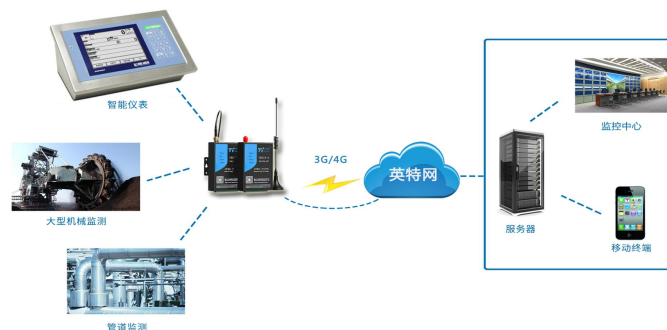 智能仪表
大型机械监测
管道监测
3G/4G
英特网
服务器
监控中心
移动终端